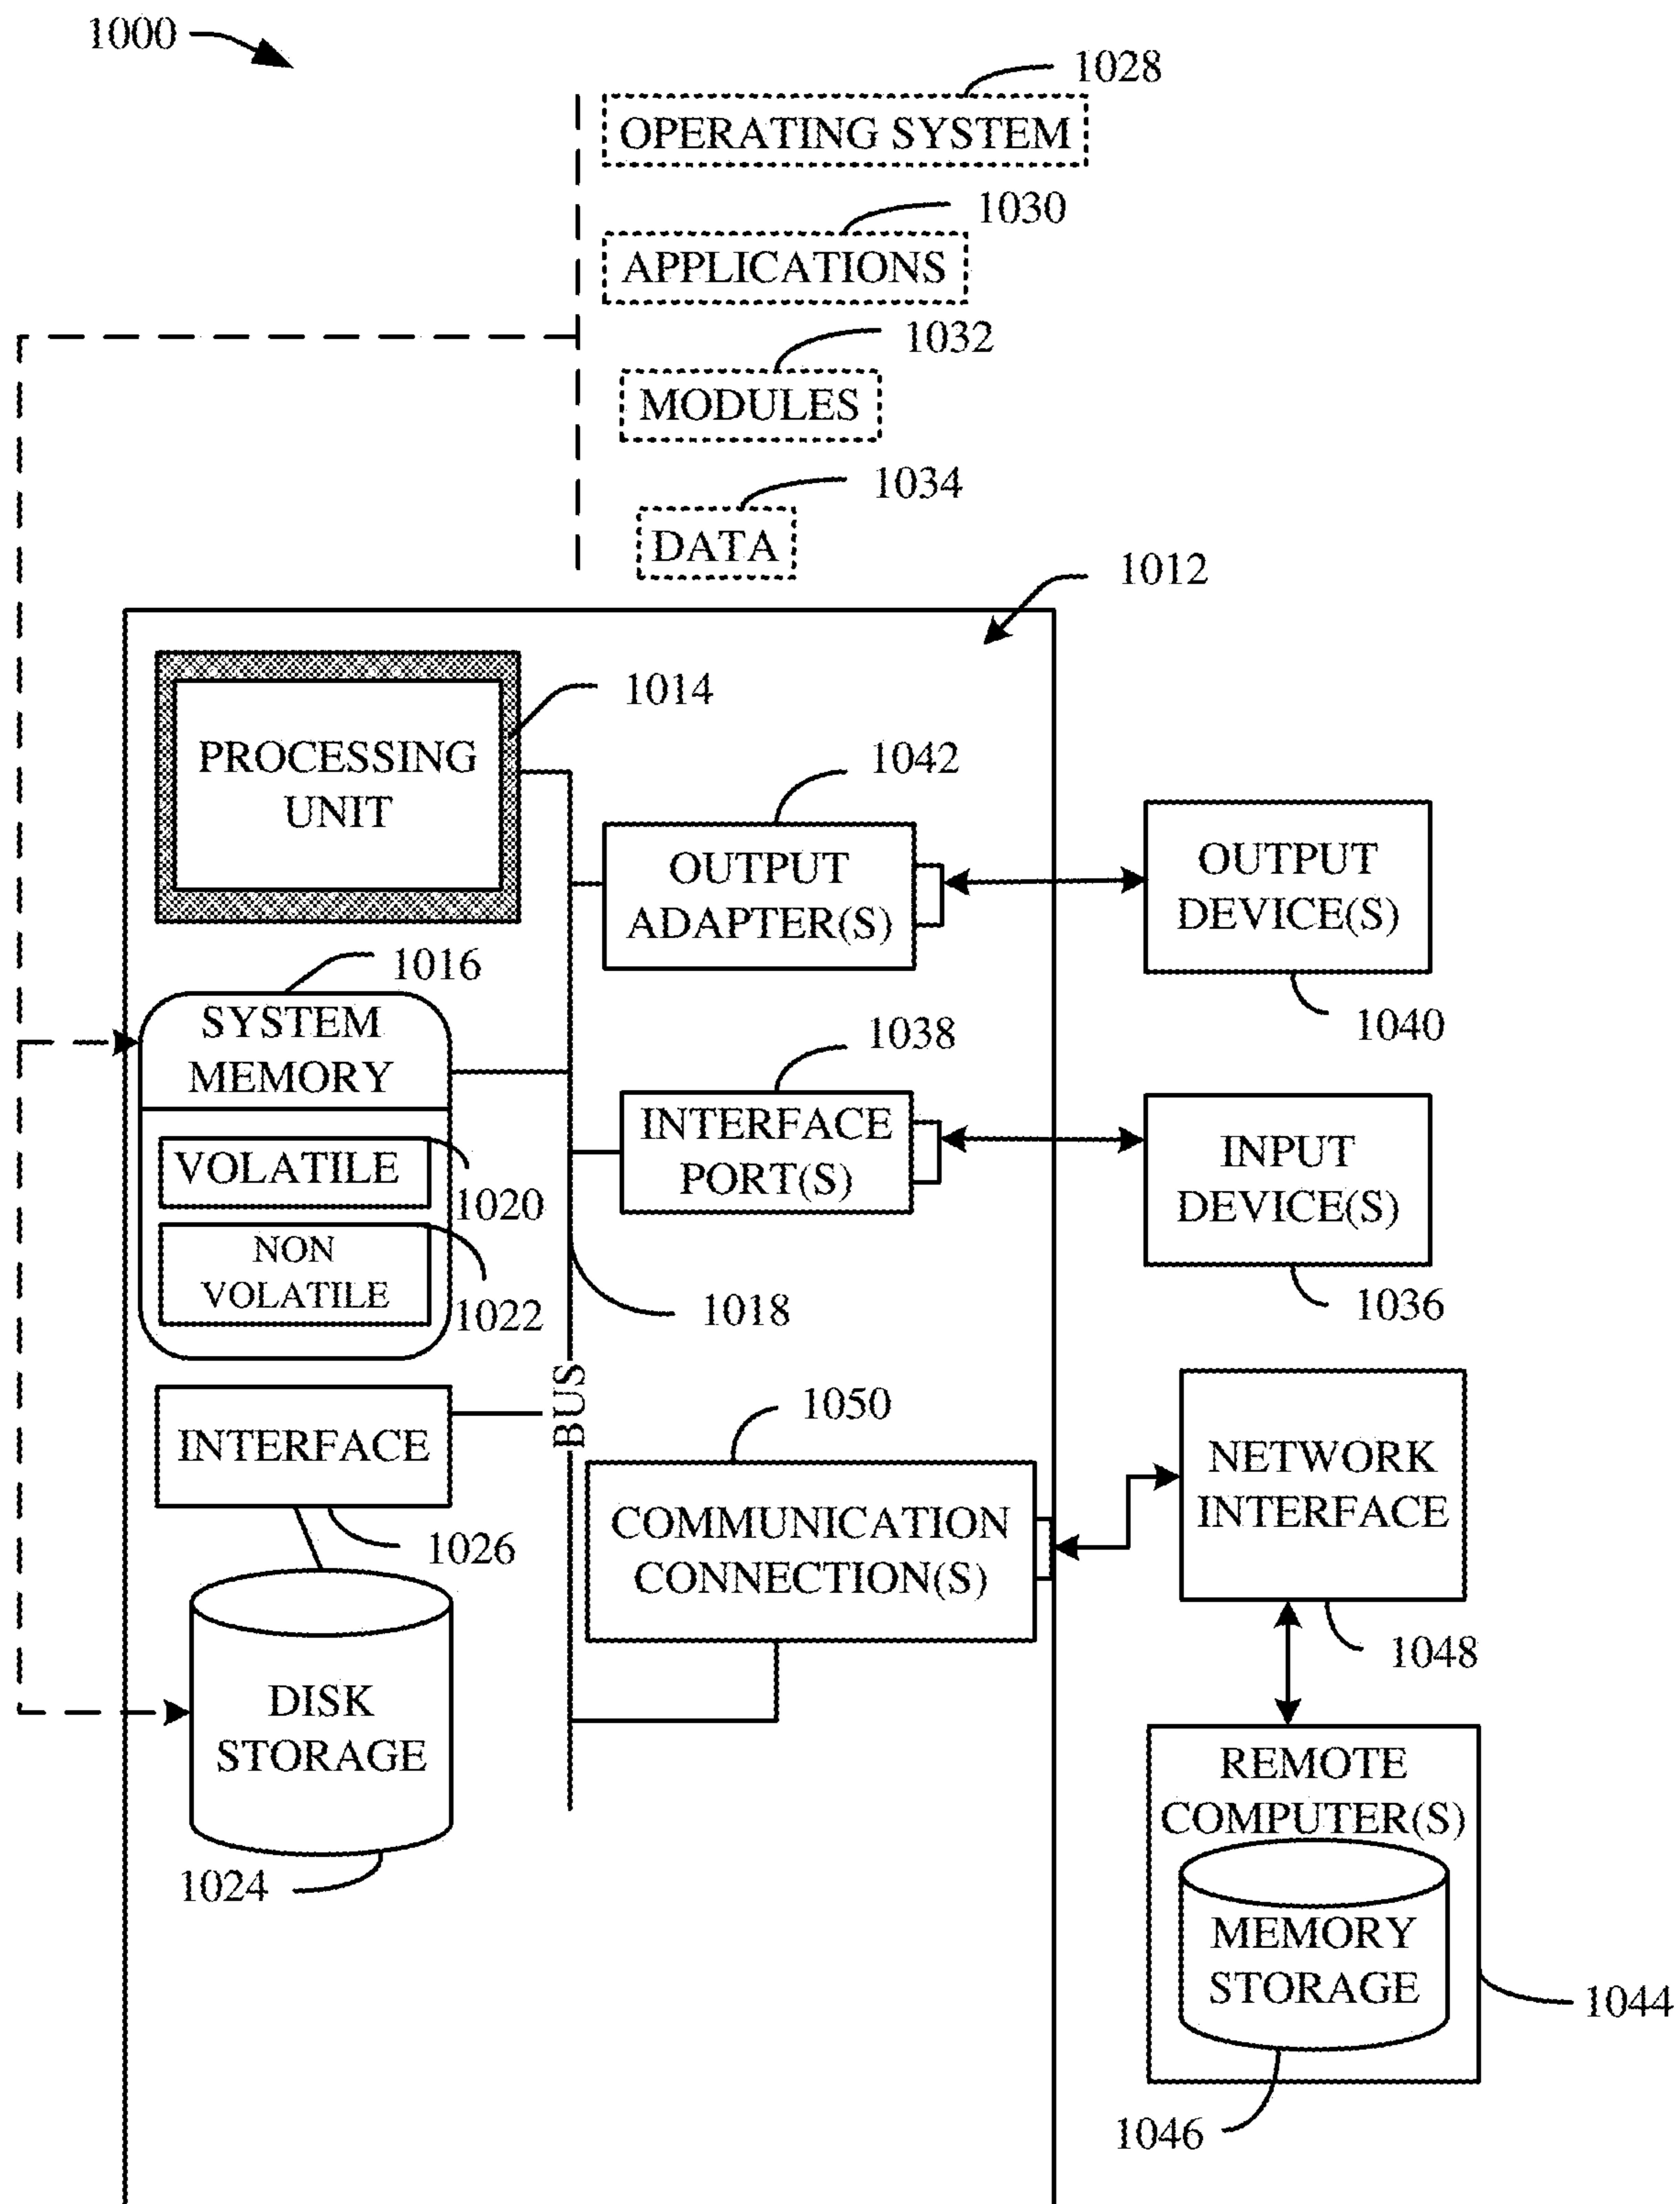 1000
1028
OPERATING SYSTEM
1030
APPLICATIONS
1032
MODULES
1034
DATA
1012
1014
PROCESSING
UNIT
1042
OUTPUT
ADAPTER(S)
OUTPUT
DEVICE(S)
1040
1016
SYSTEM
MEMORY
VOLATILE
1020
NON
VOLATILE
1022
1038
INTERFACE
PORT(S)
INPUT
DEVICE(S)
1036
1018
BUS
INTERFACE
1026
1050
COMMUNICATION
CONNECTION(S)
NETWORK
INTERFACE
1048
DISK
STORAGE
1024
REMOTE
COMPUTER(S)
MEMORY
STORAGE
1044
1046